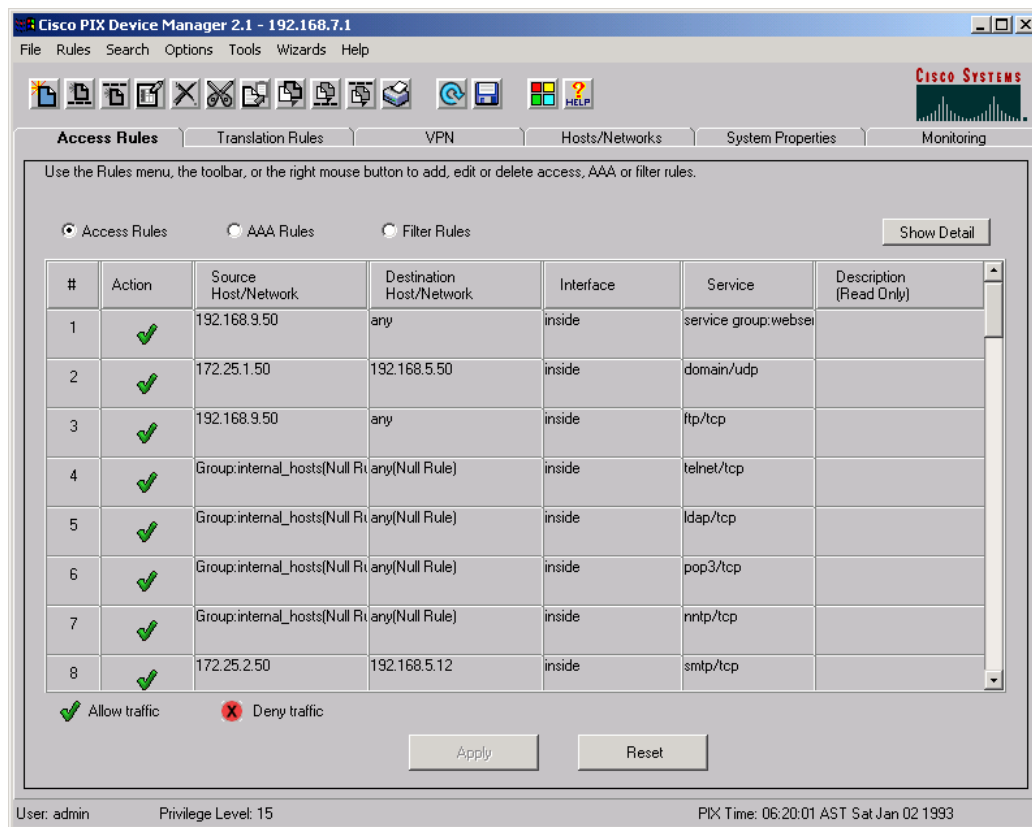 Cisco PIX Device Manager 2.1 - 192.168.7.1
File Rules Search Options Tools Wizards Help
HELP
CISCO SYSTEMS
Access Rules Translation Rules VPN Hosts/Networks System Properties Monitoring
Use the Rules menu, the toolbar, or the right mouse button to add, edit or delete access, AAA or filter rules.
Access Rules AAA Rules Filter Rules Show Detail
# Action Source Host/Network Destination Host/Network Interface Service Description (Read Only)
1 192.168.9.50 any inside service group:webser
2 172.25.1.50 192.168.5.50 inside domain/udp
3 192.168.9.50 any inside ftp/tcp
4 Group:internal_hosts(Null Ru any(Null Rule) inside telnet/tcp
5 Group:internal_hosts(Null Ru any(Null Rule) inside ldap/tcp
6 Group:internal_hosts(Null Ru any(Null Rule) inside pop3/tcp
7 Group:internal_hosts(Null Ru any(Null Rule) inside nntp/tcp
8 172.25.2.50 192.168.5.12 inside smtp/tcp
Allow traffic X Deny traffic
Apply Reset
User: admin Privilege Level: 15 PIX Time: 06:20:01 AST Sat Jan 02 1993